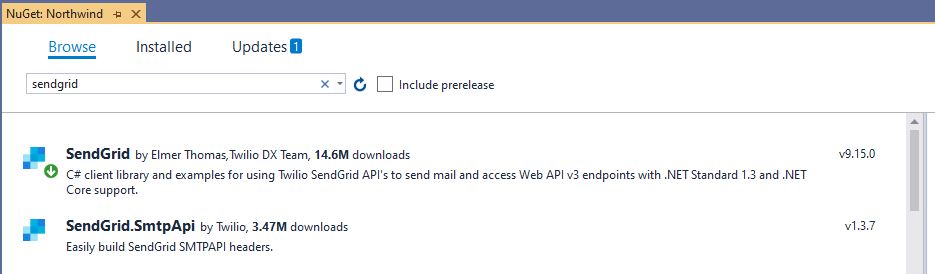 NuGet: Northwind
Browse Installed Updates 1
sendgrid Include prerelease
SendGrid by Elmer Thomas,Twilio DX Team, 14.6M downloads v9.15.0
C# client library and examples for using Twilio SendGrid API's to send mail and access Web API v3 endpoints with .NET Standard 1.3 and .NET
Core support.
SendGrid.SmtpApi by Twilio, 3.47M downloads v1.3.7
Easily build SendGrid SMTPAPI headers.